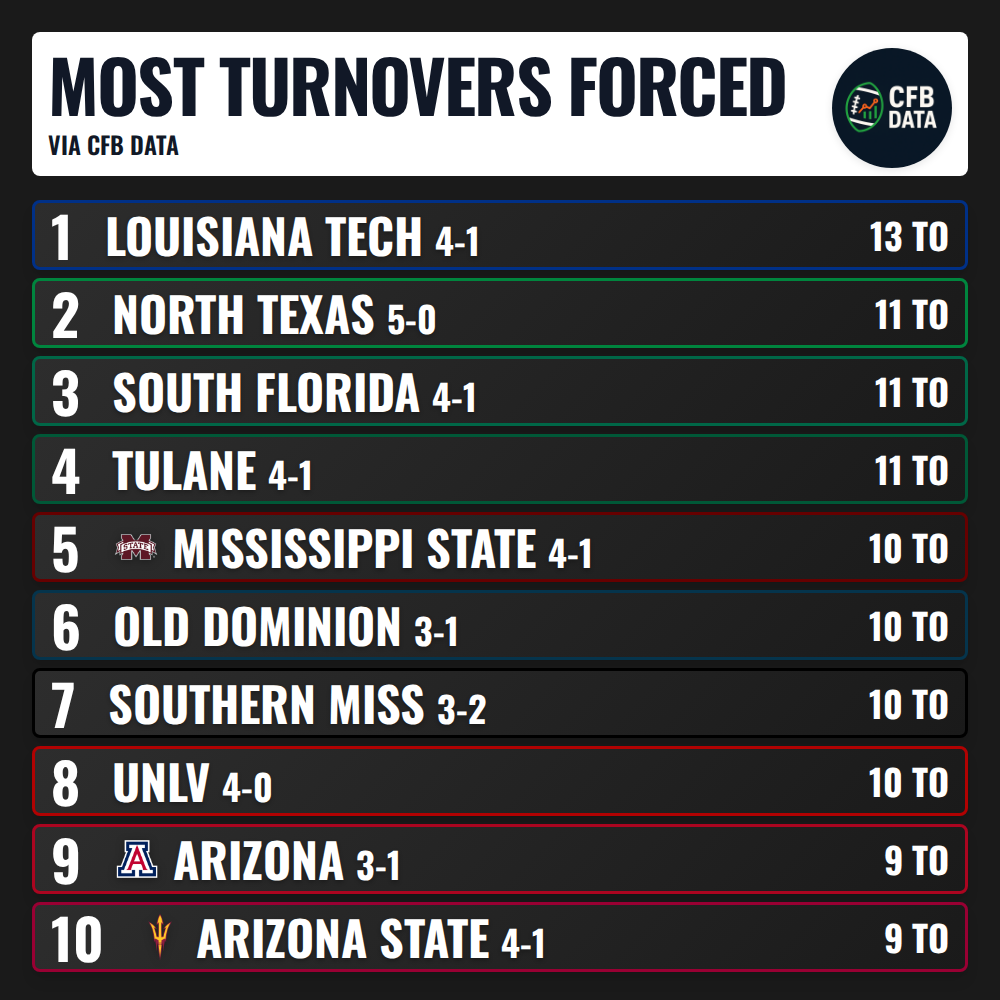 MOST TURNOVERS FORCED
VIA CFB DATA
CFB
DATA
1 LOUISIANA TECH 4-1 13 TO
2 NORTH TEXAS 5-0 11 TO
3 SOUTH FLORIDA 4-1 11 TO
4 TULANE 4-1 11 TO
5 STATE MISSISSIPPI STATE 4-1 10 TO
6 OLD DOMINION 3-1 10 TO
7 SOUTHERN MISS 3-2 10 TO
8 UNLV 4-0 10 TO
9 A ARIZONA 3-1 9 TO
10 ARIZONA STATE 4-1 9 TO